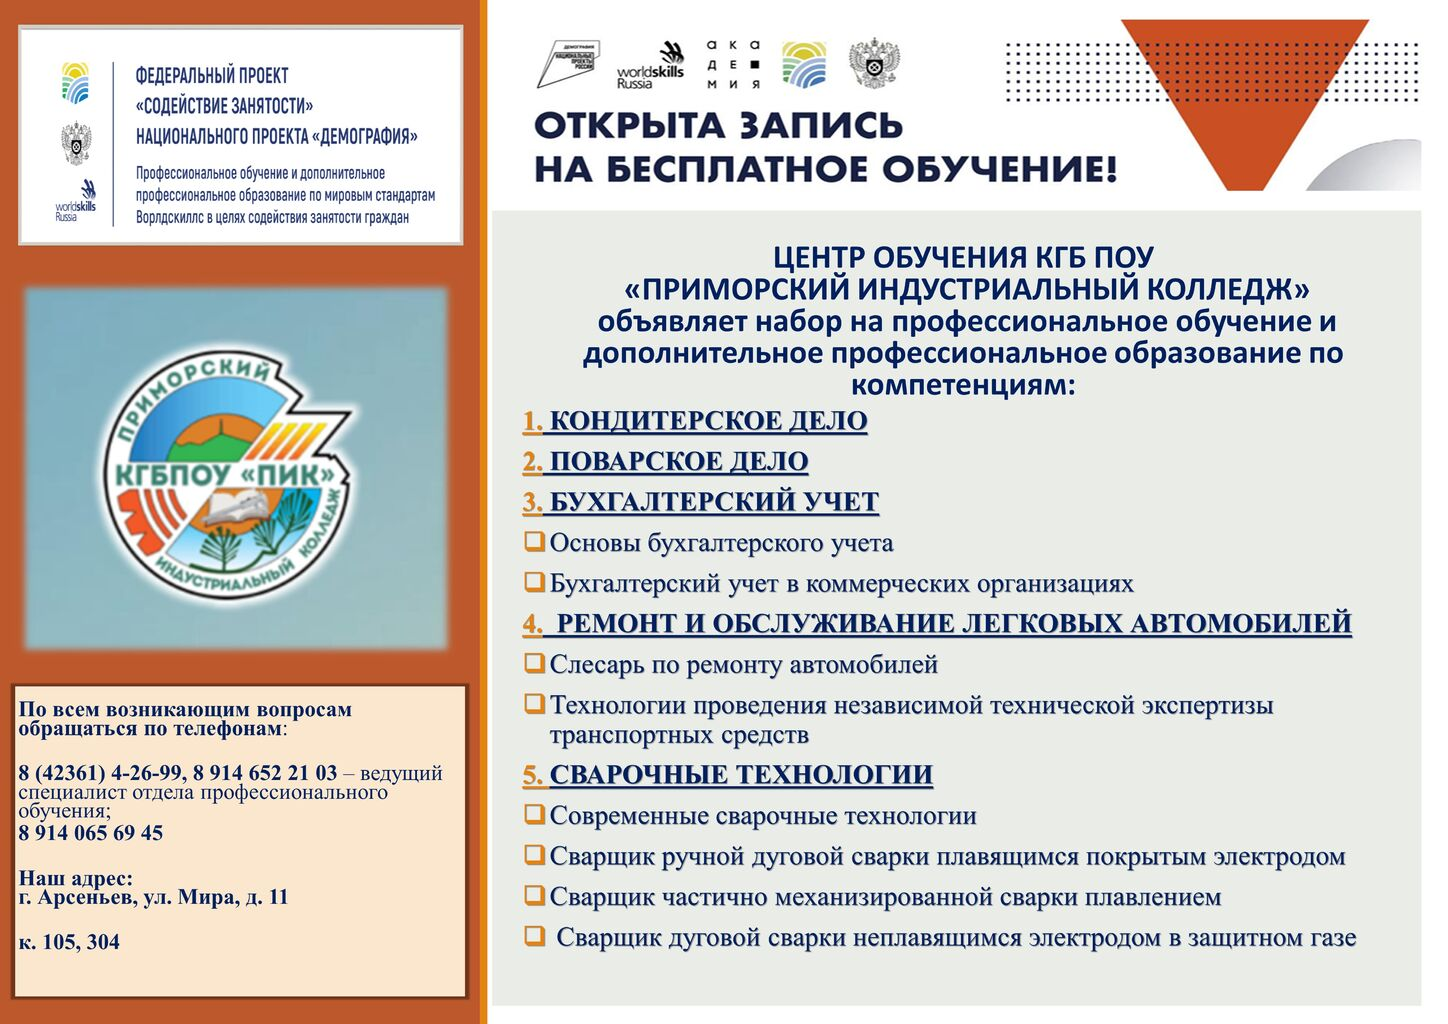 ФЕДЕРАЛЬНЫЙ ПРОЕКТ
«СОДЕЙСТВИЕ ЗАНЯТОСТИ»
НАЦИОНАЛЬНОГО ПРОЕКТА «ДЕМОГРАФИЯ»
Профессиональное обучение и дополнительное
профессиональное образование по мировым стандартам
Ворлдскиллс в целях содействия занятости граждан
worldskills
Russia
ПРИМОРСКИЙ
КГБПОУ «ПИК»
ИНДУСТРИАЛЬНЫЙ КОЛЛЕДЖ
По всем возникающим вопросам
обращаться по телефонам:
8 (42361) 4-26-99, 8 914 652 21 03 – ведущий
специалист отдела профессионального
обучения;
8 914 065 69 45
Наш адрес:
г. Арсеньев, ул. Мира, д. 11
к. 105, 304
ДЕМОГРАФИЯ
НАЦИОНАЛЬНЫЕ
ПРОЕКТЫ
РОССИИ
worldskills
Russia
а к а
д е
м и я
ОТКРЫТА ЗАПИСЬ
НА БЕСПЛАТНОЕ ОБУЧЕНИЕ!
ЦЕНТР ОБУЧЕНИЯ КГБ ПОУ
«ПРИМОРСКИЙ ИНДУСТРИАЛЬНЫЙ КОЛЛЕДЖ»
объявляет набор на профессиональное обучение и
дополнительное профессиональное образование по
компетенциям:
1. КОНДИТЕРСКОЕ ДЕЛО
2. ПОВАРСКОЕ ДЕЛО
3. БУХГАЛТЕРСКИЙ УЧЕТ
Основы бухгалтерского учета
Бухгалтерский учет в коммерческих организациях
4. РЕМОНТ И ОБСЛУЖИВАНИЕ ЛЕГКОВЫХ АВТОМОБИЛЕЙ
Слесарь по ремонту автомобилей
Технологии проведения независимой технической экспертизы
транспортных средств
5. СВАРОЧНЫЕ ТЕХНОЛОГИИ
Современные сварочные технологии
Сварщик ручной дуговой сварки плавящимся покрытым электродом
Сварщик частично механизированной сварки плавлением
Сварщик дуговой сварки неплавящимся электродом в защитном газе